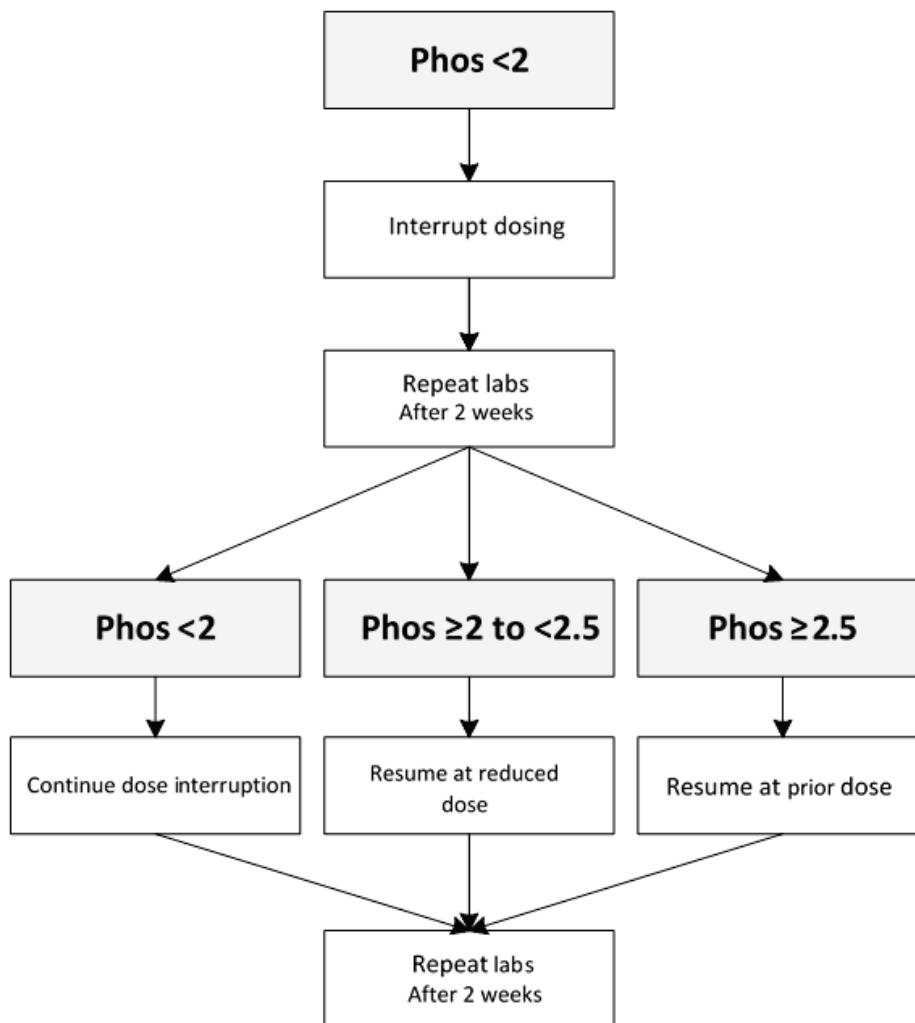 Phos <2
Interrupt dosing
Repeat labs
After 2 weeks
Phos <2
Phos ≥2 to <2.5
Phos ≥2.5
Continue dose interruption
Resume at reduced
dose
Resume at prior dose
Repeat labs
After 2 weeks